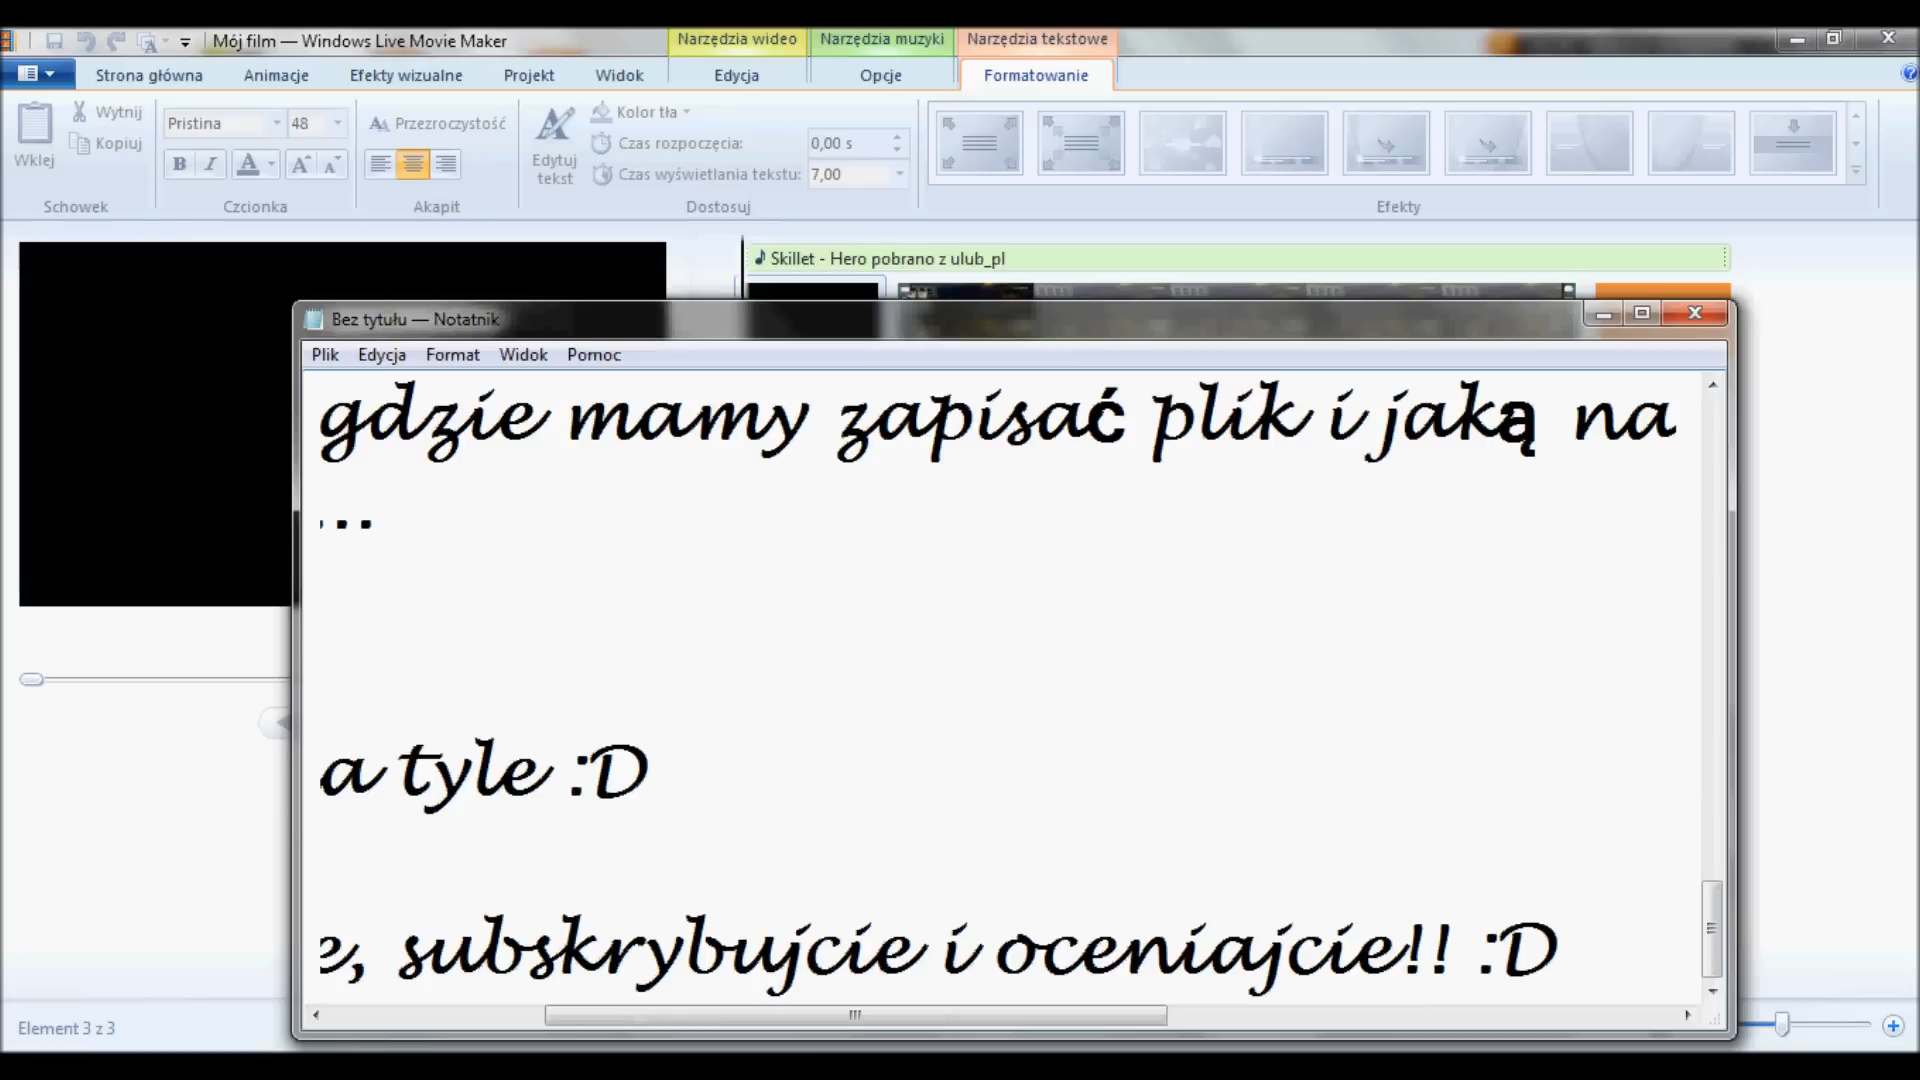 Mój film — Windows Live Movie Maker
Narzędzia wideo
Narzędzia muzyki
Narzędzia tekstowe
Strona główna
Animacje
Efekty wizualne
Projekt
Widok
Edycja
Opcje
Formatowanie
Wklej
Wytnij
Kopiuj
Schowek
Pristina
48
B I A A A
Czcionka
Przezroczystość
Akapit
Edytuj
tekst
Kolor tła
Czas rozpoczęcia: 0,00 s
Czas wyświetlania tekstu: 7,00
Dostosuj
Efekty
Skillet - Hero pobrano z ulub_pl
Bez tytułu — Notatnik
Plik Edycja Format Widok Pomoc
gdzie mamy zapisać plik i jaką na
...
a tyle :D
e, subskrybujcie i oceniajcie!! :D
Element 3 z 3